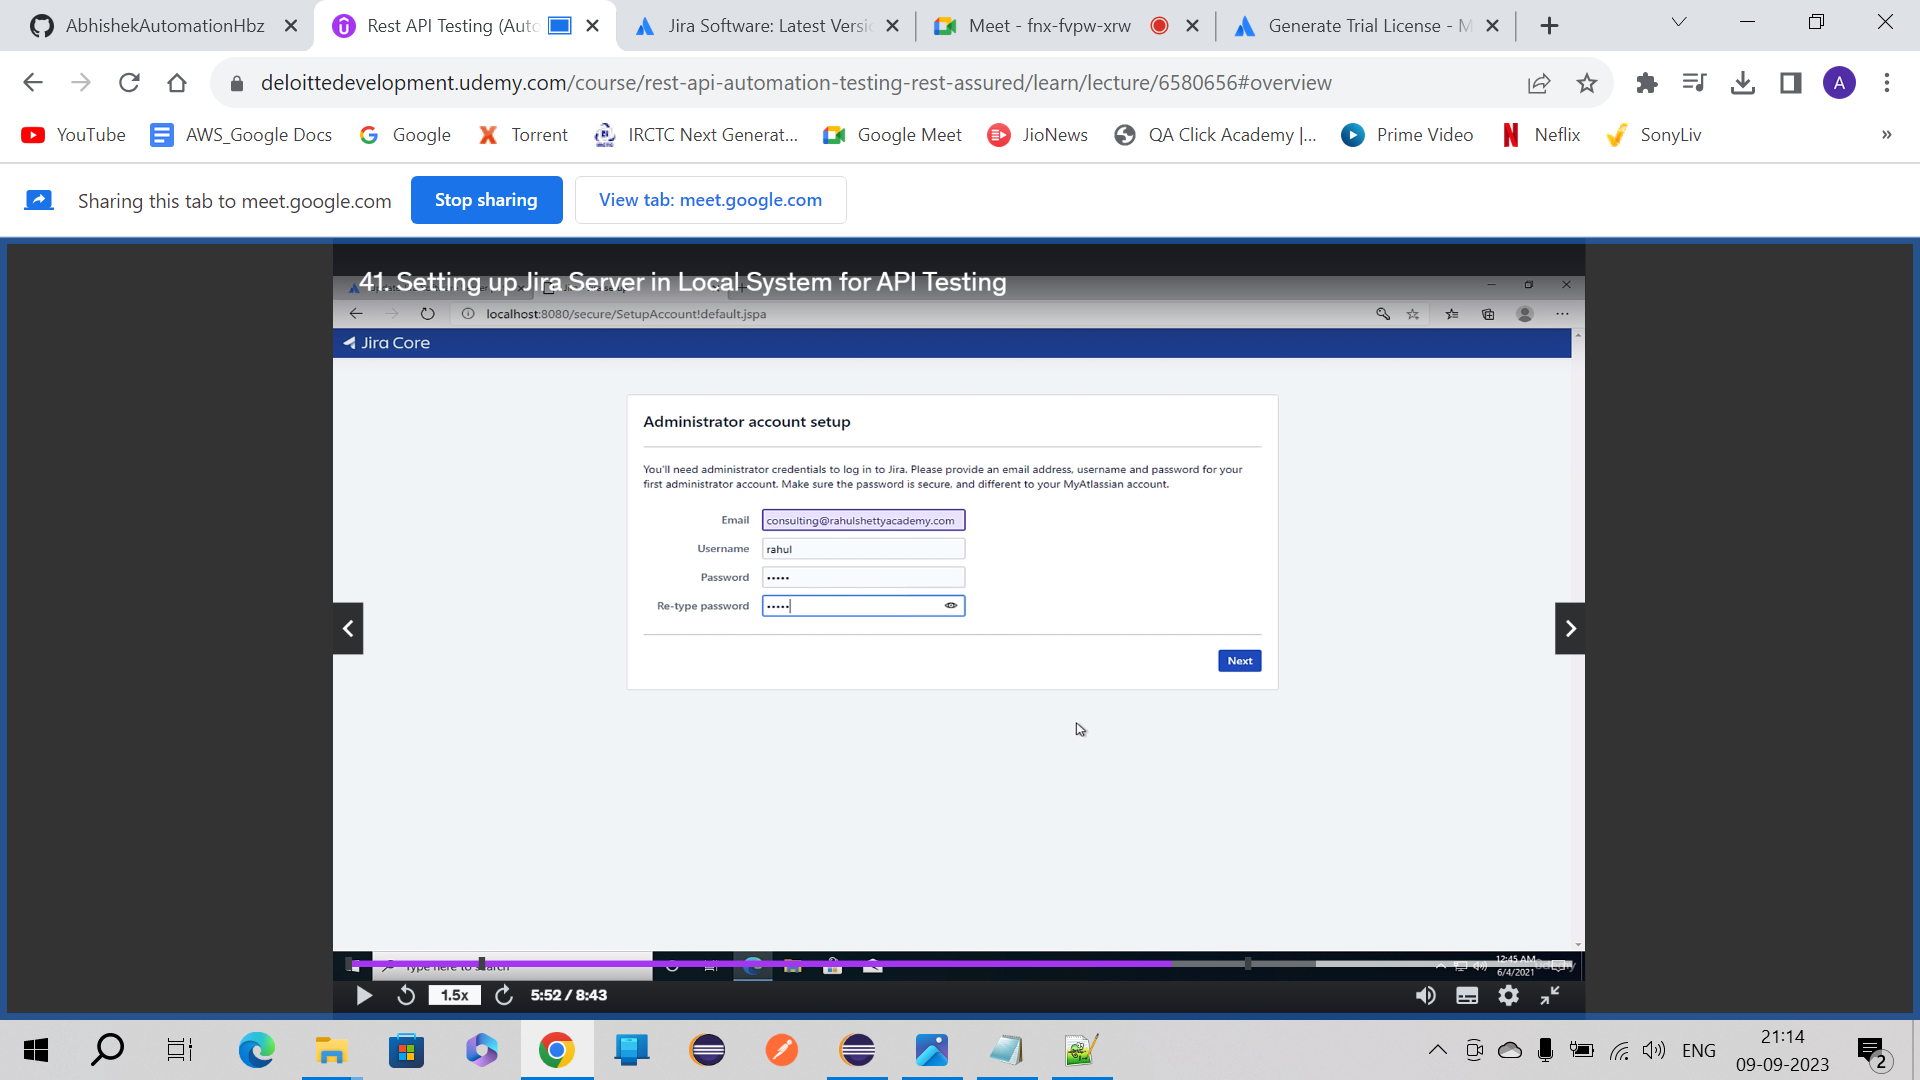 AbhishekAutomationHbz
Rest API Testing (Auto
Jira Software: Latest Versic
Meet - fnx-fvpw-xrw
Generate Trial License - M
deloittedevelopment.udemy.com/course/rest-api-automation-testing-rest-assured/learn/lecture/6580656#overview
A
YouTube
AWS_Google Docs
Google
Torrent
IRCTC Next Generat...
Google Meet
JioNews
QA Click Academy |...
Prime Video
Neflix
SonyLiv
»
Sharing this tab to meet.google.com
Stop sharing
View tab: meet.google.com
41. Setting up Jira Server in Local System for API Testing
localhost:8080/secure/SetupAccount!default.jspa
Jira Core
Administrator account setup
You'll need administrator credentials to log in to Jira. Please provide an email address, username and password for your
first administrator account. Make sure the password is secure, and different to your MyAtlassian account.
Email
consulting@rahulshettyacademy.com
Username
rahul
Password
•••••
Re-type password
•••••
Next
Type here to search
12:45 AM
6/4/2021
1.5x
5:52 / 8:43
ENG
21:14
09-09-2023
2